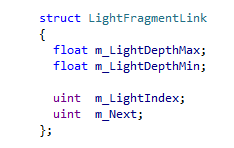 struct LightFragmentLink
{
float m_LightDepthMax;
float m_LightDepthMin;
uint m_LightIndex;
uint m_Next;
};